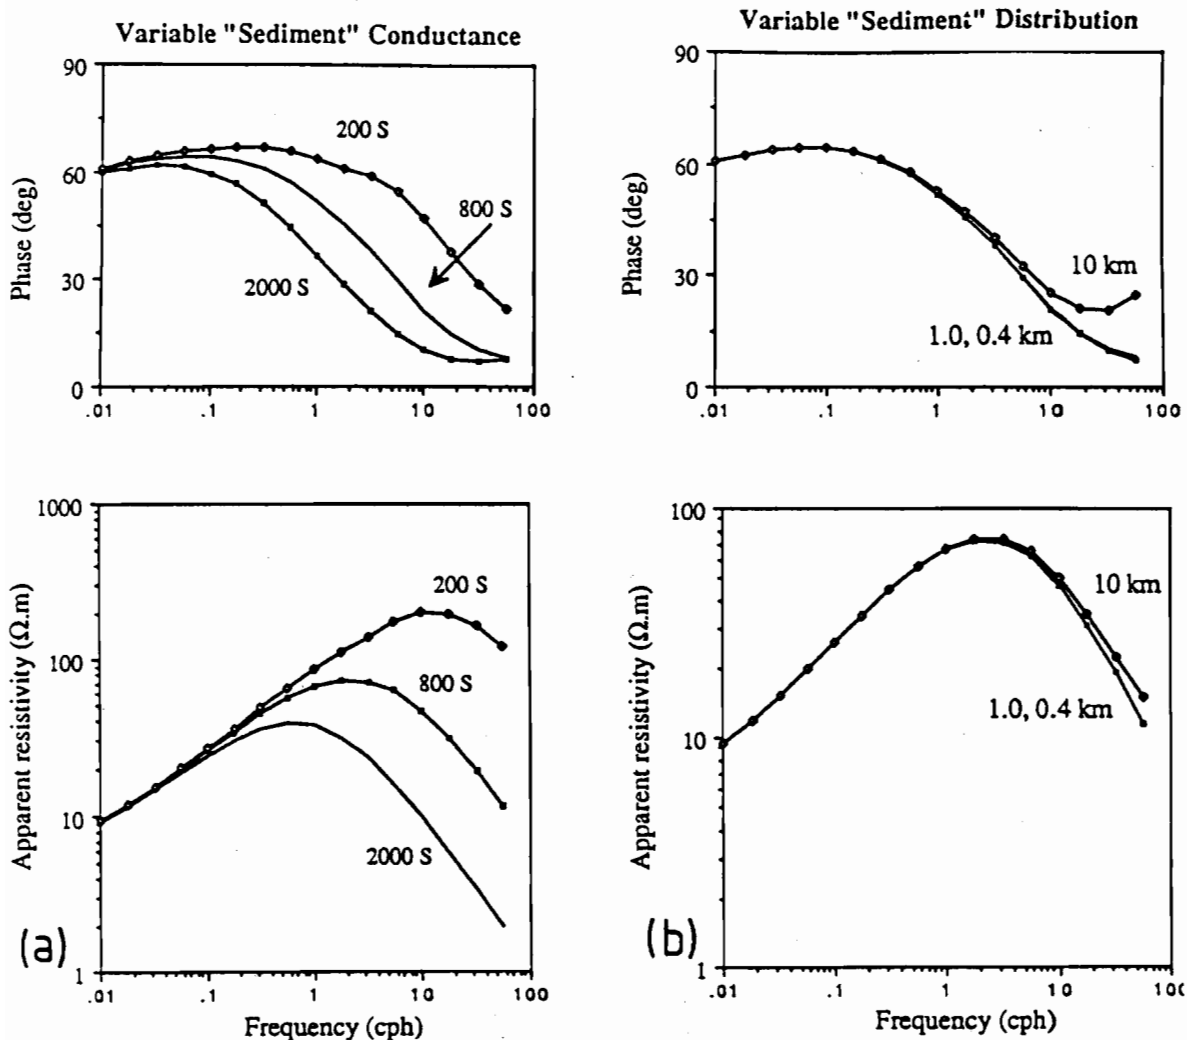 Variable "Sediment" Conductance
90
60
30
0
Phase (deg)
200 S
800 S
2000 S
.01
.1
1
10
100
Variable "Sediment" Distribution
90
60
30
0
Phase (deg)
10 km
1.0, 0.4 km
.01
.1
1
10
100
1000
100
10
1
Apparent resistivity (Ω.m)
200 S
800 S
2000 S
(a)
.01
.1
1
10
100
Frequency (cph)
100
10
1
Apparent resistivity (Ω.m)
10 km
1.0, 0.4 km
(b)
.01
.1
1
10
100
Frequency (cph)